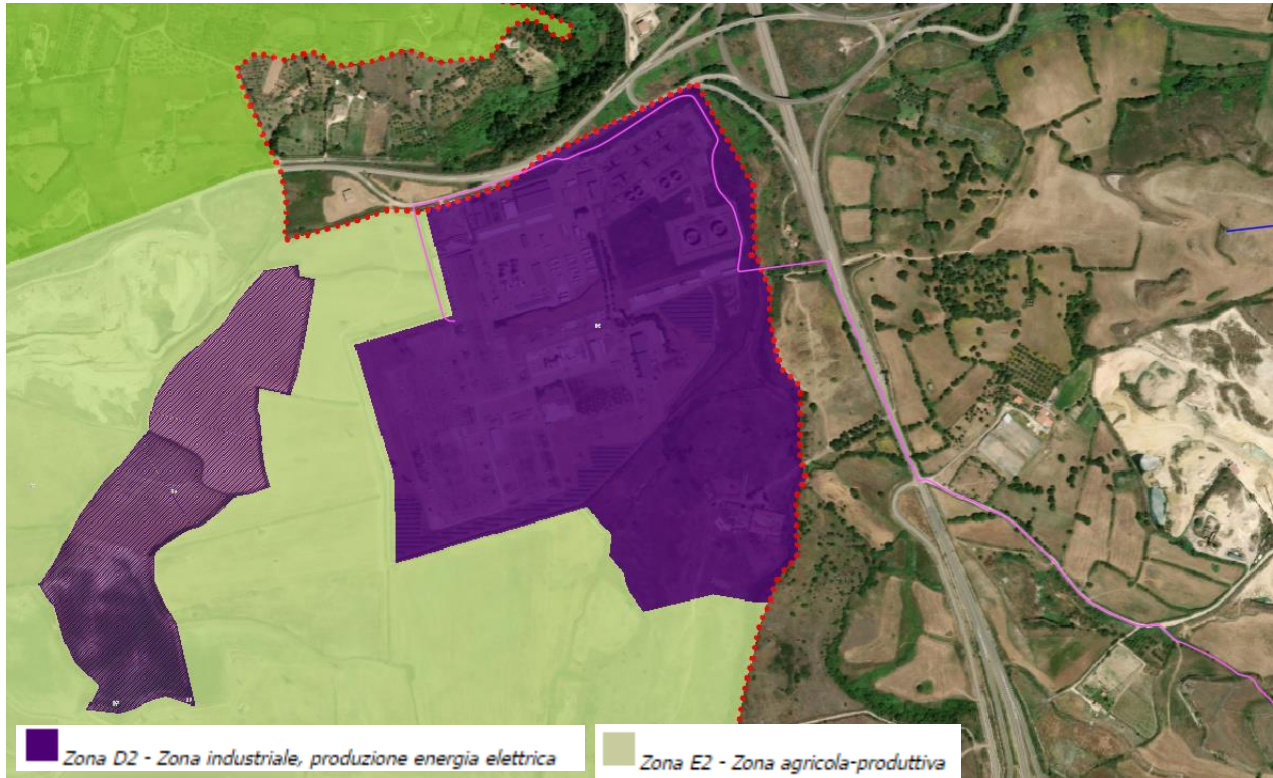 Zona D2 - Zona industriale, produzione energia elettrica
Zona E2 - Zona agricola-produttiva